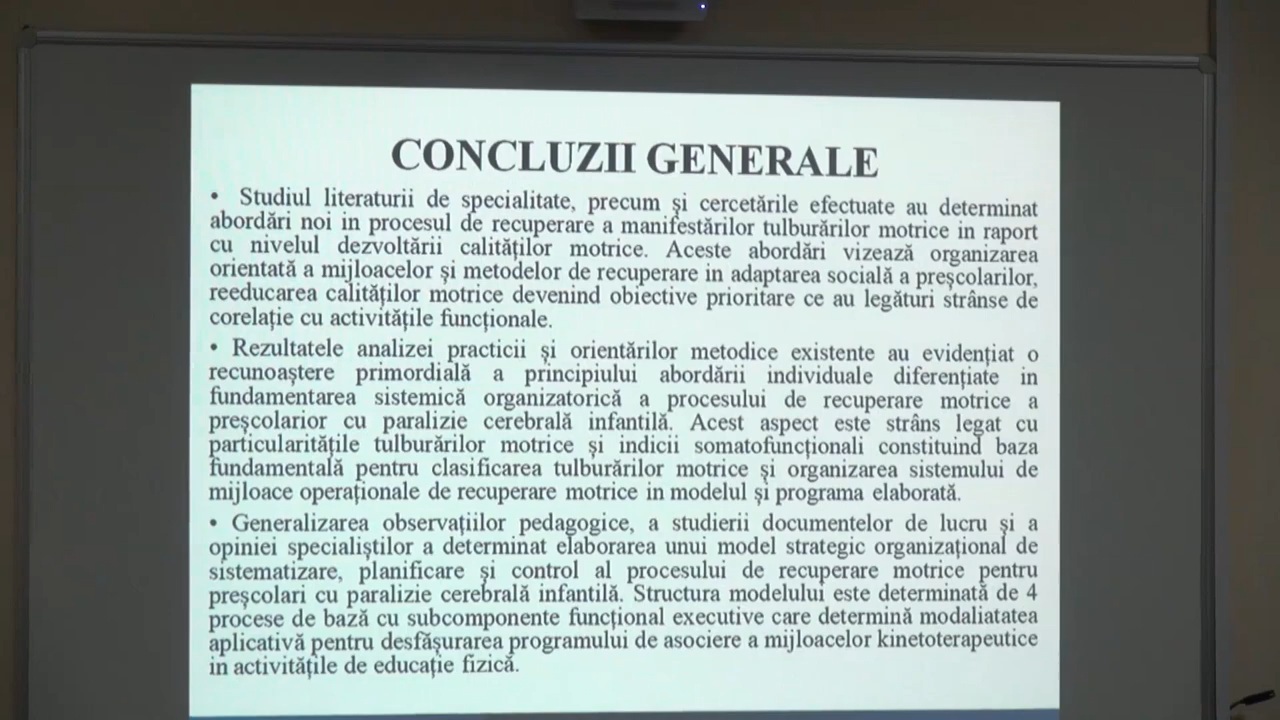 CONCLUZII GENERALE
• Studiul literaturii de specialitate, precum și cercetările efectuate au determinat
abordări noi in procesul de recuperare a manifestărilor tulburărilor motrice in raport
cu nivelul dezvoltării calităților motrice. Aceste abordări vizează organizarea
orientată a mijloacelor și metodelor de recuperare in adaptarea socială a preșcolarilor,
reeducarea calităților motrice devenind obiective prioritare ce au legături strânse de
corelație cu activitățile funcționale.
• Rezultatele analizei practicii și orientărilor metodice existente au evidențiat o
recunoaștere primordială a principiului abordării individuale diferențiate in
fundamentarea sistemică organizatorică a procesului de recuperare motrice a
preșcolarior cu paralizie cerebrală infantilă. Acest aspect este strâns legat cu
particularitățile tulburărilor motrice și indicii somatofuncționali constituind baza
fundamentală pentru clasificarea tulburărilor motrice și organizarea sistemului de
mijloace operaționale de recuperare motrice in modelul și programa elaborată.
• Generalizarea observațiilor pedagogice, a studierii documentelor de lucru și a
opiniei specialiștilor a determinat elaborarea unui model strategic organizațional de
sistematizare, planificare și control al procesului de recuperare motrice pentru
preșcolari cu paralizie cerebrală infantilă. Structura modelului este determinată de 4
procese de bază cu subcomponente funcțional executive care determină modaliatatea
aplicativă pentru desfășurarea programului de asociere a mijloacelor kinetoterapeutice
in activitățile de educație fizică.